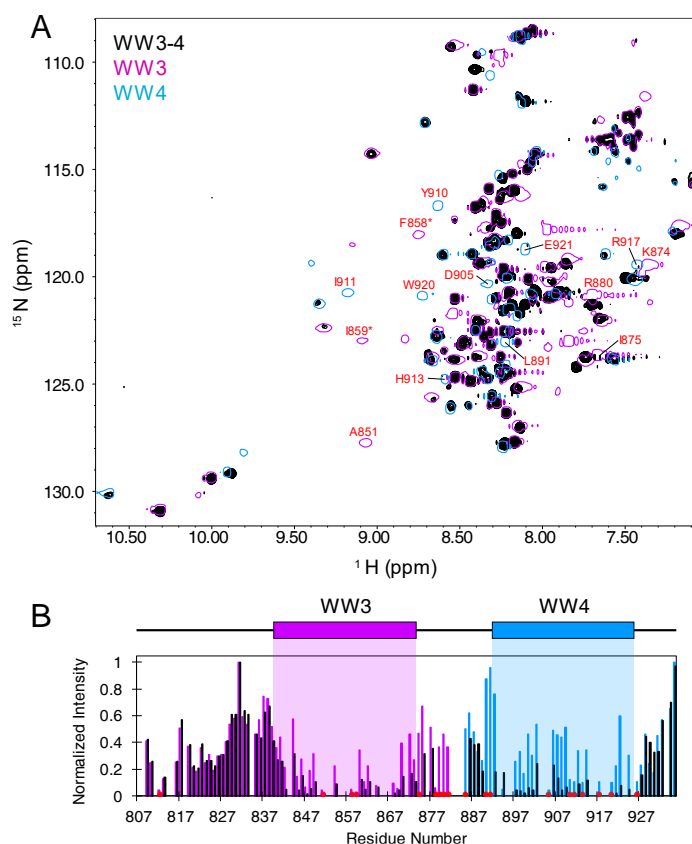 A
WW3-4
WW3
WW4
110.0
115.0
120.0
125.0
130.0
¹⁵N (ppm)
Y910
F858*
E921
R917
K874
D905
I911
W920
R880
I859*
I875
L891
H913
A851
10.50 10.00 9.50 9.00 8.50 8.00 7.50
¹H (ppm)
B
WW3 WW4
Normalized Intensity
1
0.8
0.6
0.4
0.2
0
807 817 827 837 847 857 867 877 887 897 907 917 927
Residue Number